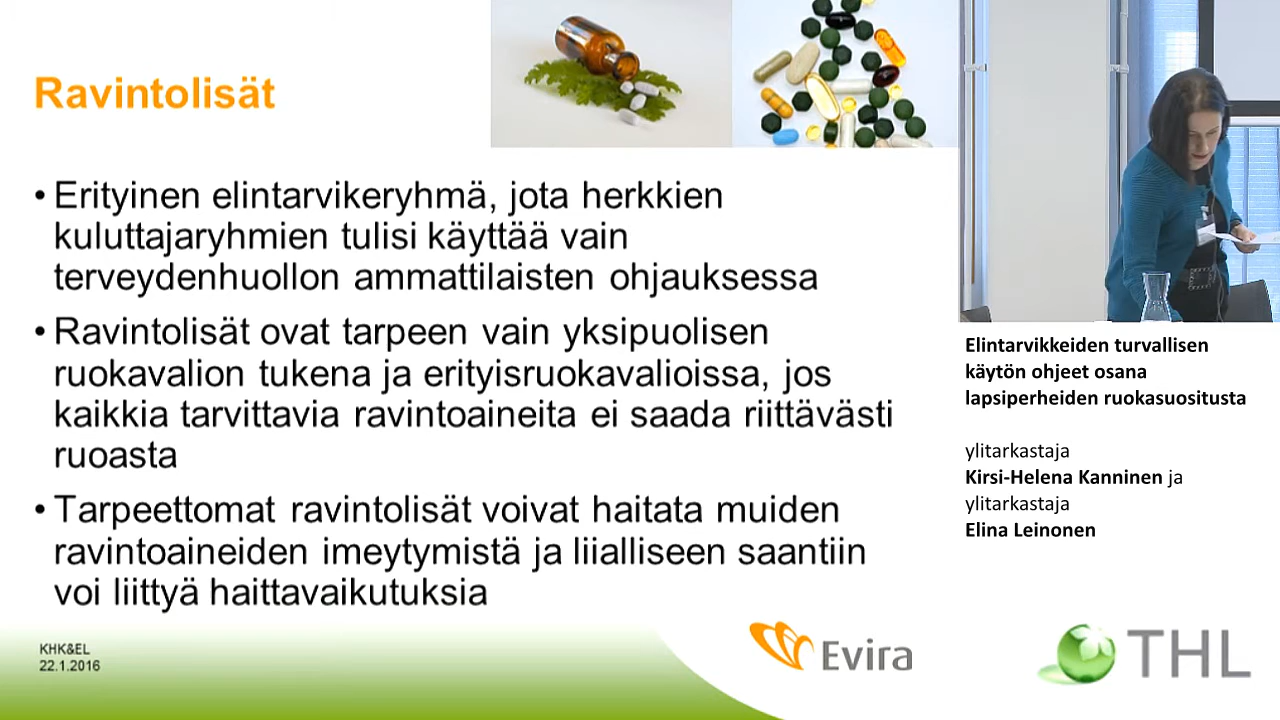 Ravintolisät
• Erityinen elintarvikeryhmä, jota herkkien
kuluttajaryhmien tulisi käyttää vain
terveydenhuollon ammattilaisten ohjauksessa
• Ravintolisät ovat tarpeen vain yksipuolisen
ruokavalion tukena ja erityisruokavalioissa, jos
kaikkia tarvittavia ravintoaineita ei saada riittävästi
ruoasta
• Tarpeettomat ravintolisät voivat haitata muiden
ravintoaineiden imeytymistä ja liialliseen saantiin
voi liittyä haittavaikutuksia
KHK&EL
22.1.2016
Evira
Elintarvikkeiden turvallisen
käytön ohjeet osana
lapsiperheiden ruokasuositusta
ylitarkastaja
Kirsi-Helena Kanninen ja
ylitarkastaja
Elina Leinonen
THL